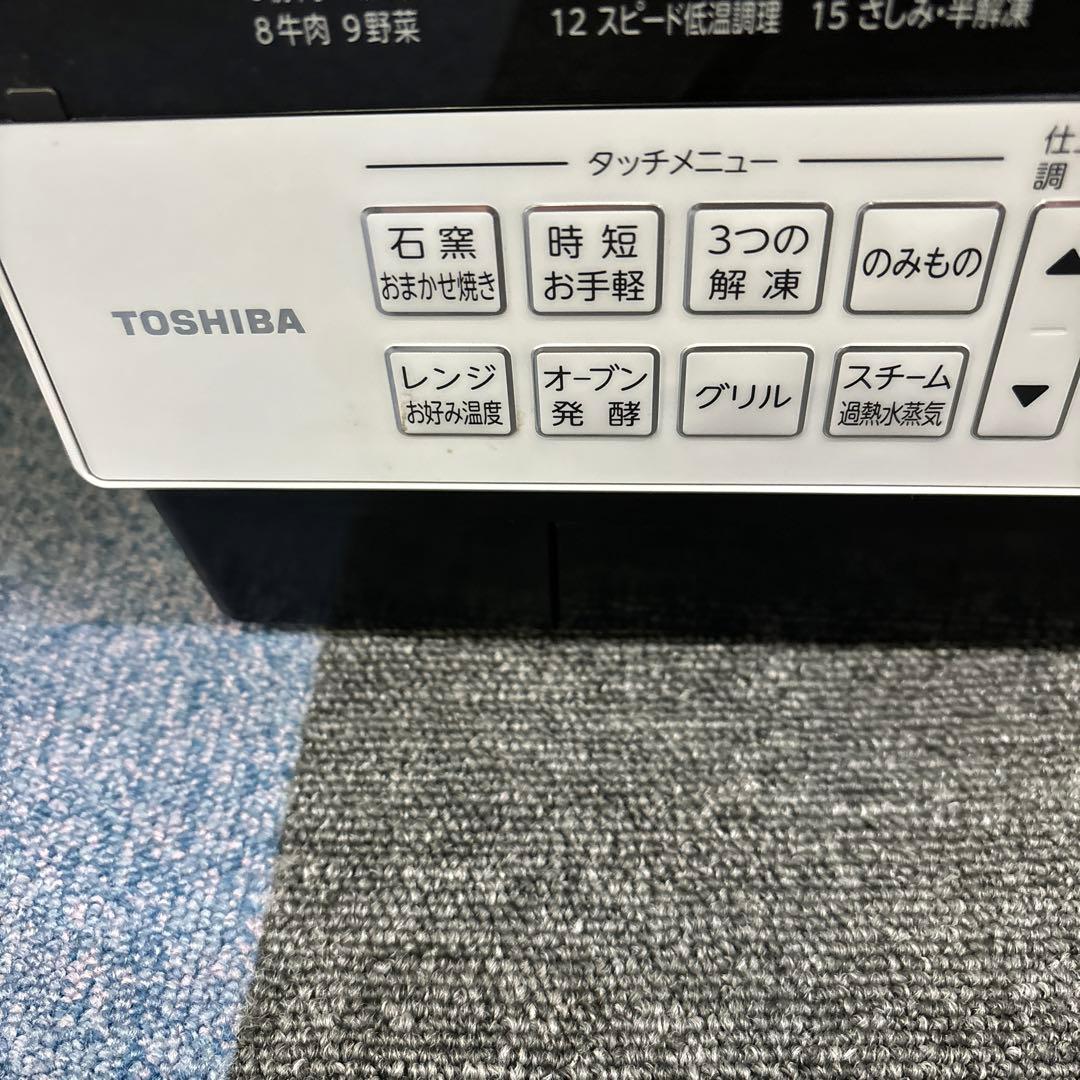 8牛肉 9野菜
12 スピード低温調理 15 さしみ・半解凍
タッチメニュー
仕
調
石窯
おまかせ焼き
時短
お手軽
3つの
解凍
のみもの
▲
TOSHIBA
レンジ
お好み温度
オーブン
発酵
グリル
スチーム
過熱水蒸気
▼